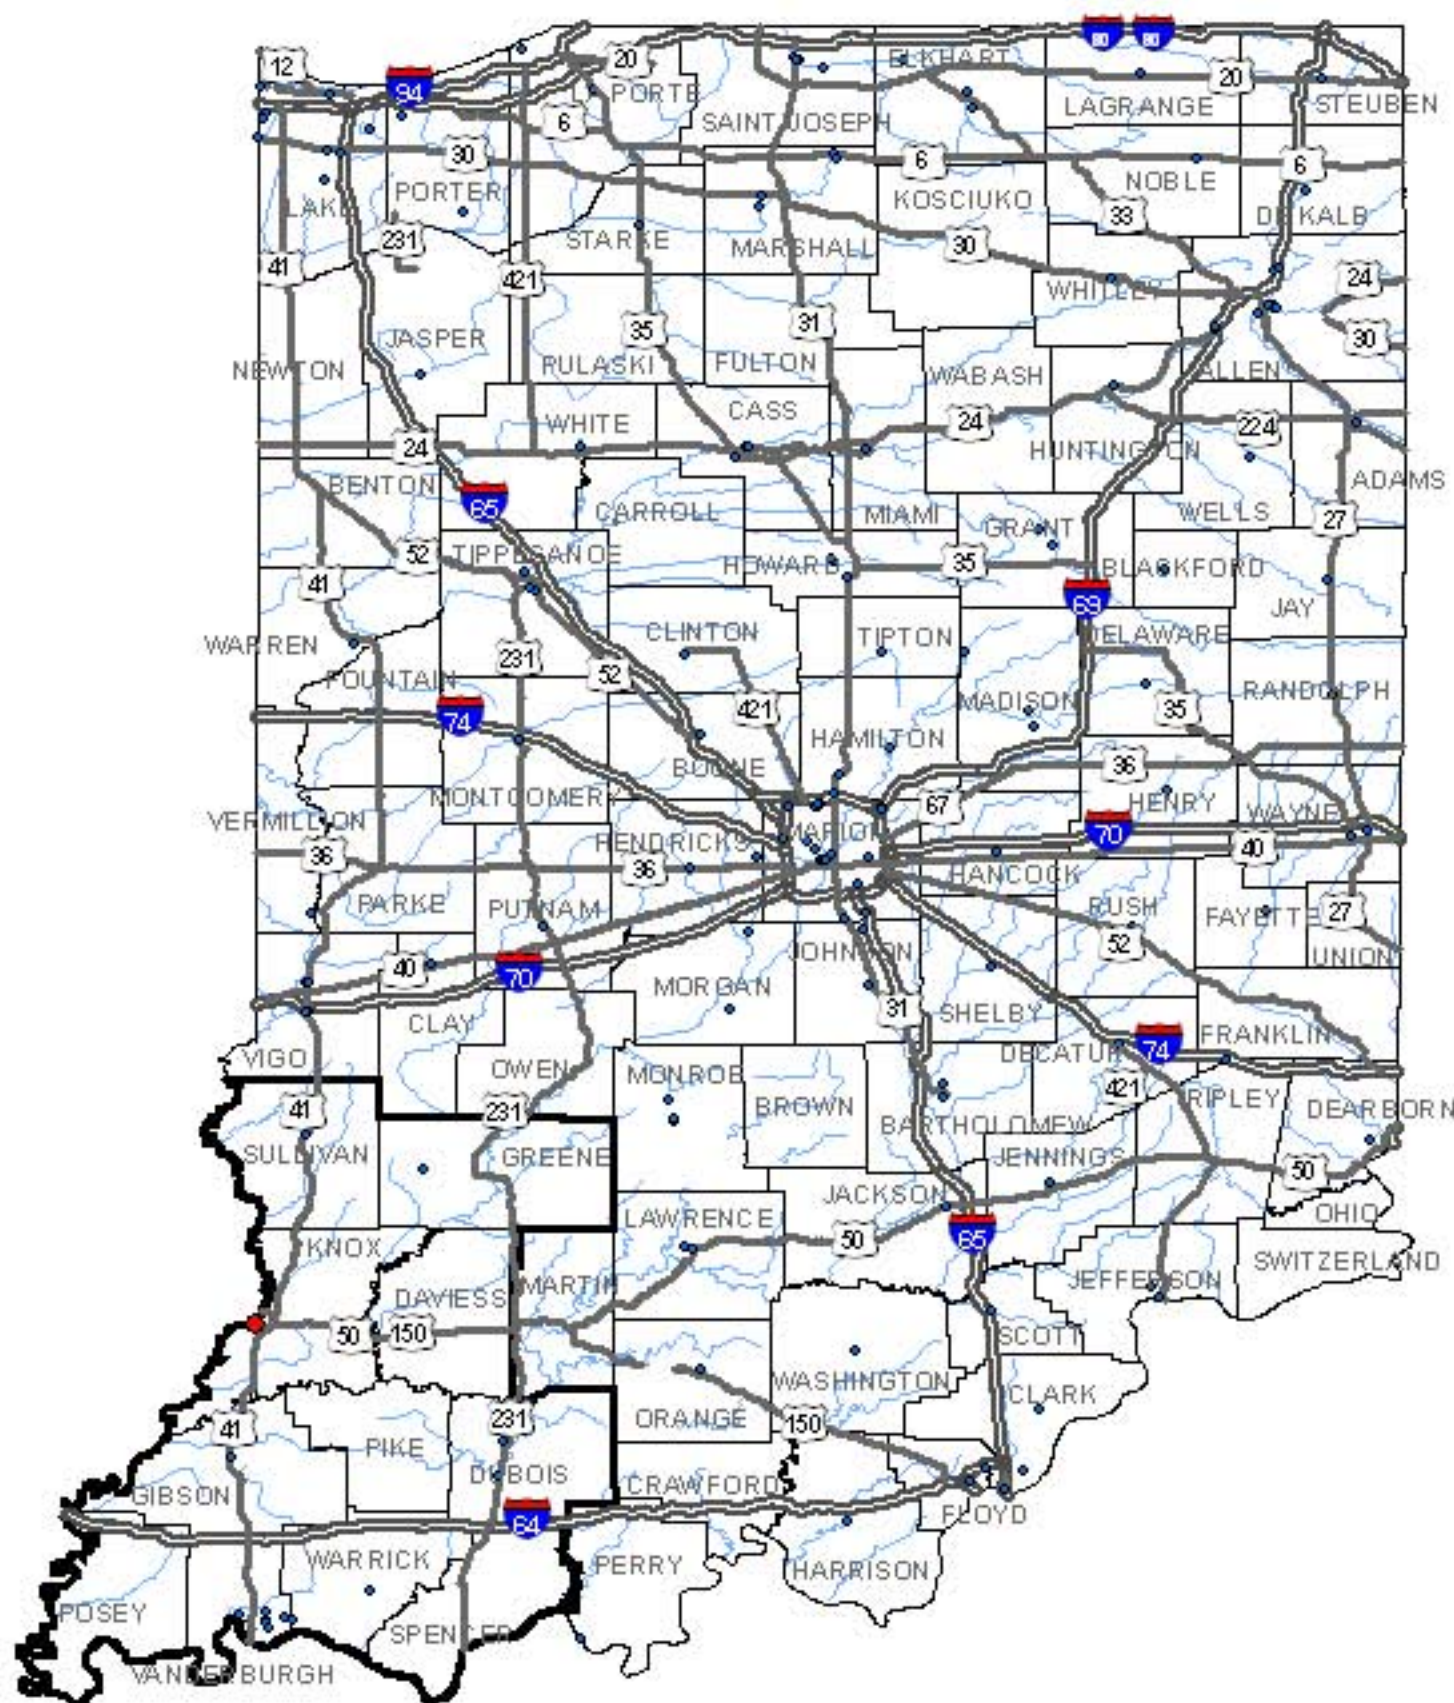 80 80
12
20
ELKHART
94
PORTE
20
LAGRANGE
STEUBEN
6
SAINT JOSEPH
30
6
6
PORTER
KOSCIUKO
NOBLE
LAKE
33
DE KALB
231
STARKE
MARSHALL
30
41
421
24
WHITLEY
35
31
30
JASPER
NEWTON
RULASKI
FULTON
WABASH
ALLEN
WHITE
CASS
24
224
24
HUNTINGTON
BENTON
ADAMS
65
CARROLL
MIAMI
WELLS
27
GRANT
52
TIPPECANOE
HOWARD
35
BLACKFORD
41
69
JAY
WARREN
CLINTON
TIPTON
DELAWARE
231
52
FOUNTAIN
RANDOLPH
74
421
MADISON
35
HAMILTON
BOONE
36
MONTGOMERY
67
HENRY
VERMILLION
WAYNE
MARION
70
36
HENDRICKS
40
36
HANCOCK
PARKE
PUTNAM
RUSH
FAYETTE
27
52
JOHNSON
UNION
40
70
MORGAN
31
SHELBY
CLAY
FRANKLIN
VIGO
DECATUR
74
OWEN
MONROE
421
41
231
BROWN
RIPLEY
DEARBORN
BARTHOLOMEW
SULLIVAN
GREENE
JENNINGS
50
JACKSON
LAWRENCE
OHIO
KNOX
50
65
SWITZERLAND
MARTIN
JEFFERSON
DAVIESS
50
150
SCOTT
WASHINGTON
CLARK
41
231
ORANGE
150
PIKE
DUBOIS
CRAWFORD
GIBSON
64
FLOYD
WARRICK
PERRY
HARRISON
POSEY
SPENCER
VANDERBURGH